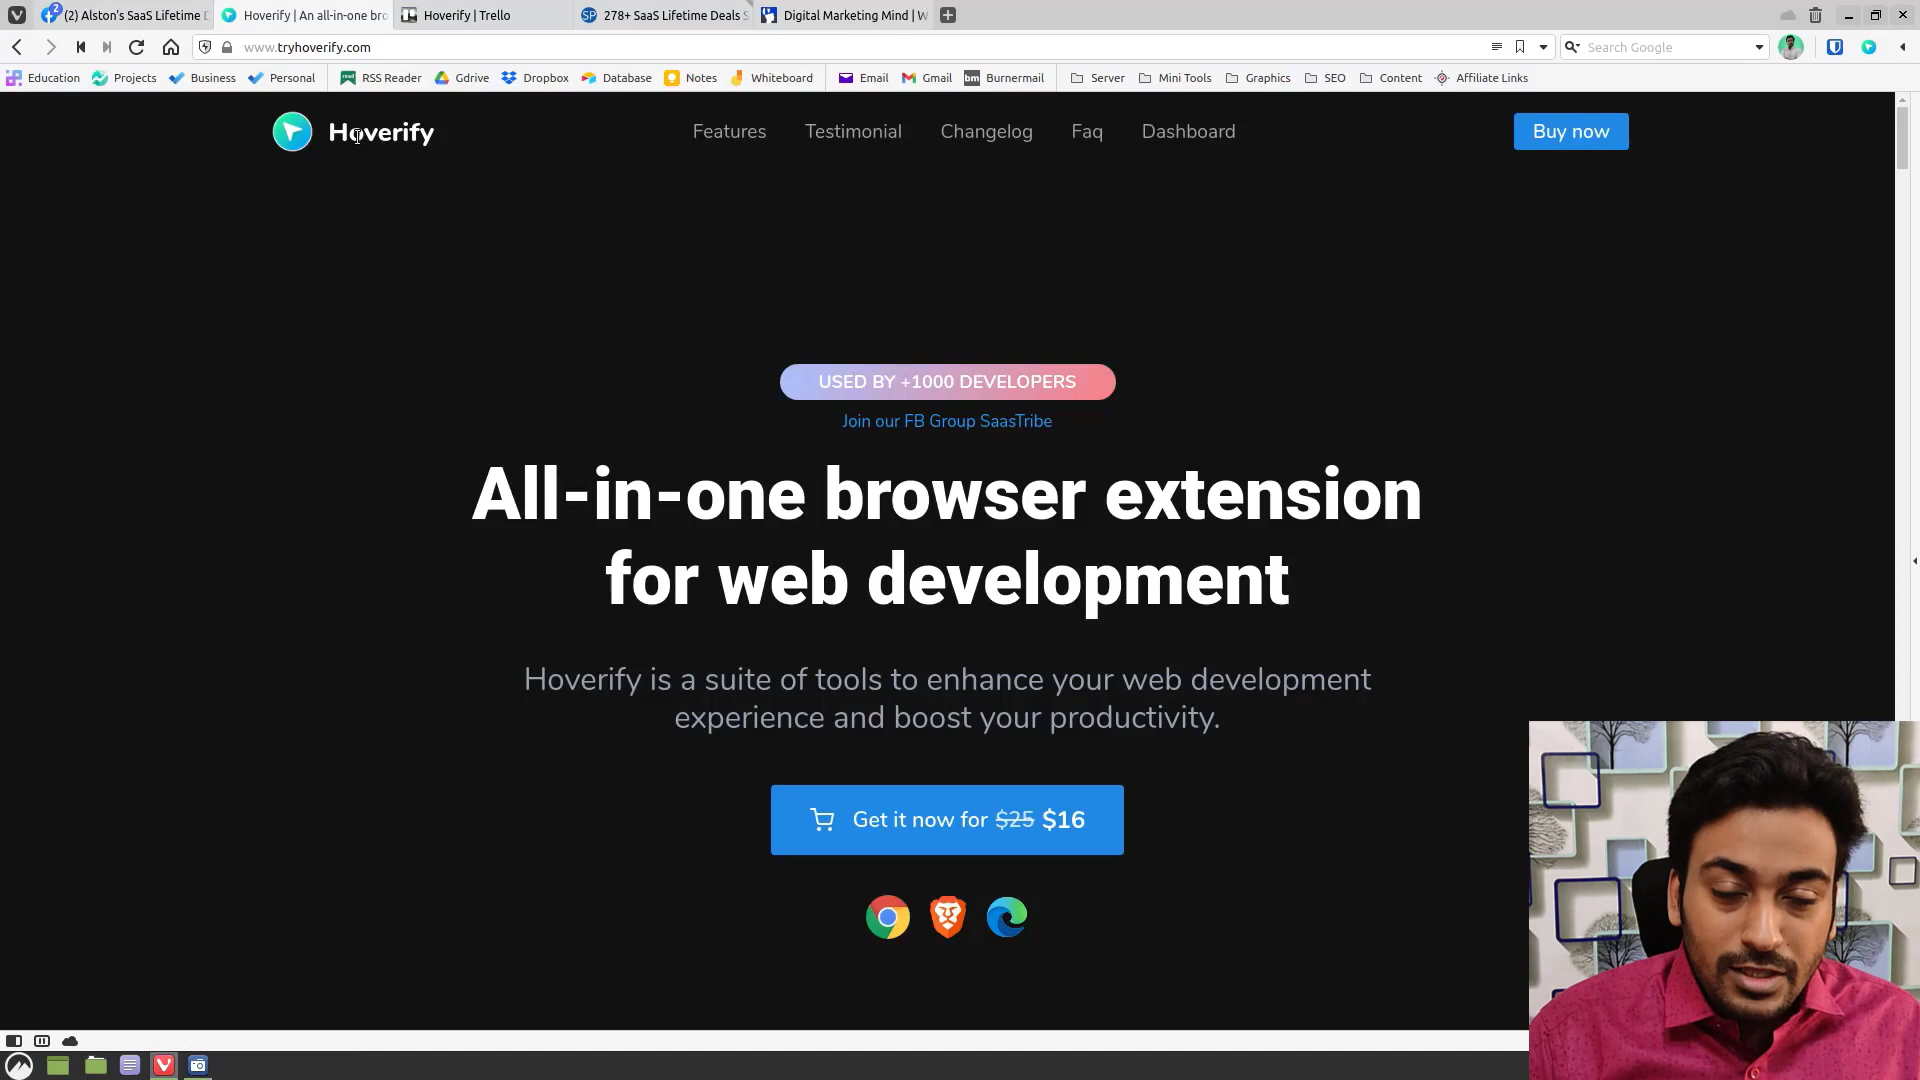 2
(2) Alston's SaaS Lifetime D
Hoverify | An all-in-one bro
Hoverify | Trello
SP
278+ SaaS Lifetime Deals S
Digital Marketing Mind | W
www.tryhoverify.com
Search Google
Education
Projects
Business
Personal
read
RSS Reader
Gdrive
Dropbox
Database
Notes
Whiteboard
Email
Gmail
bm
Burnermail
Server
Mini Tools
Graphics
SEO
Content
Affiliate Links
Hoverify
Features
Testimonial
Changelog
Faq
Dashboard
Buy now
USED BY +1000 DEVELOPERS
Join our FB Group SaasTribe
All-in-one browser extension
for web development
Hoverify is a suite of tools to enhance your web development
experience and boost your productivity.
Get it now for $25 $16